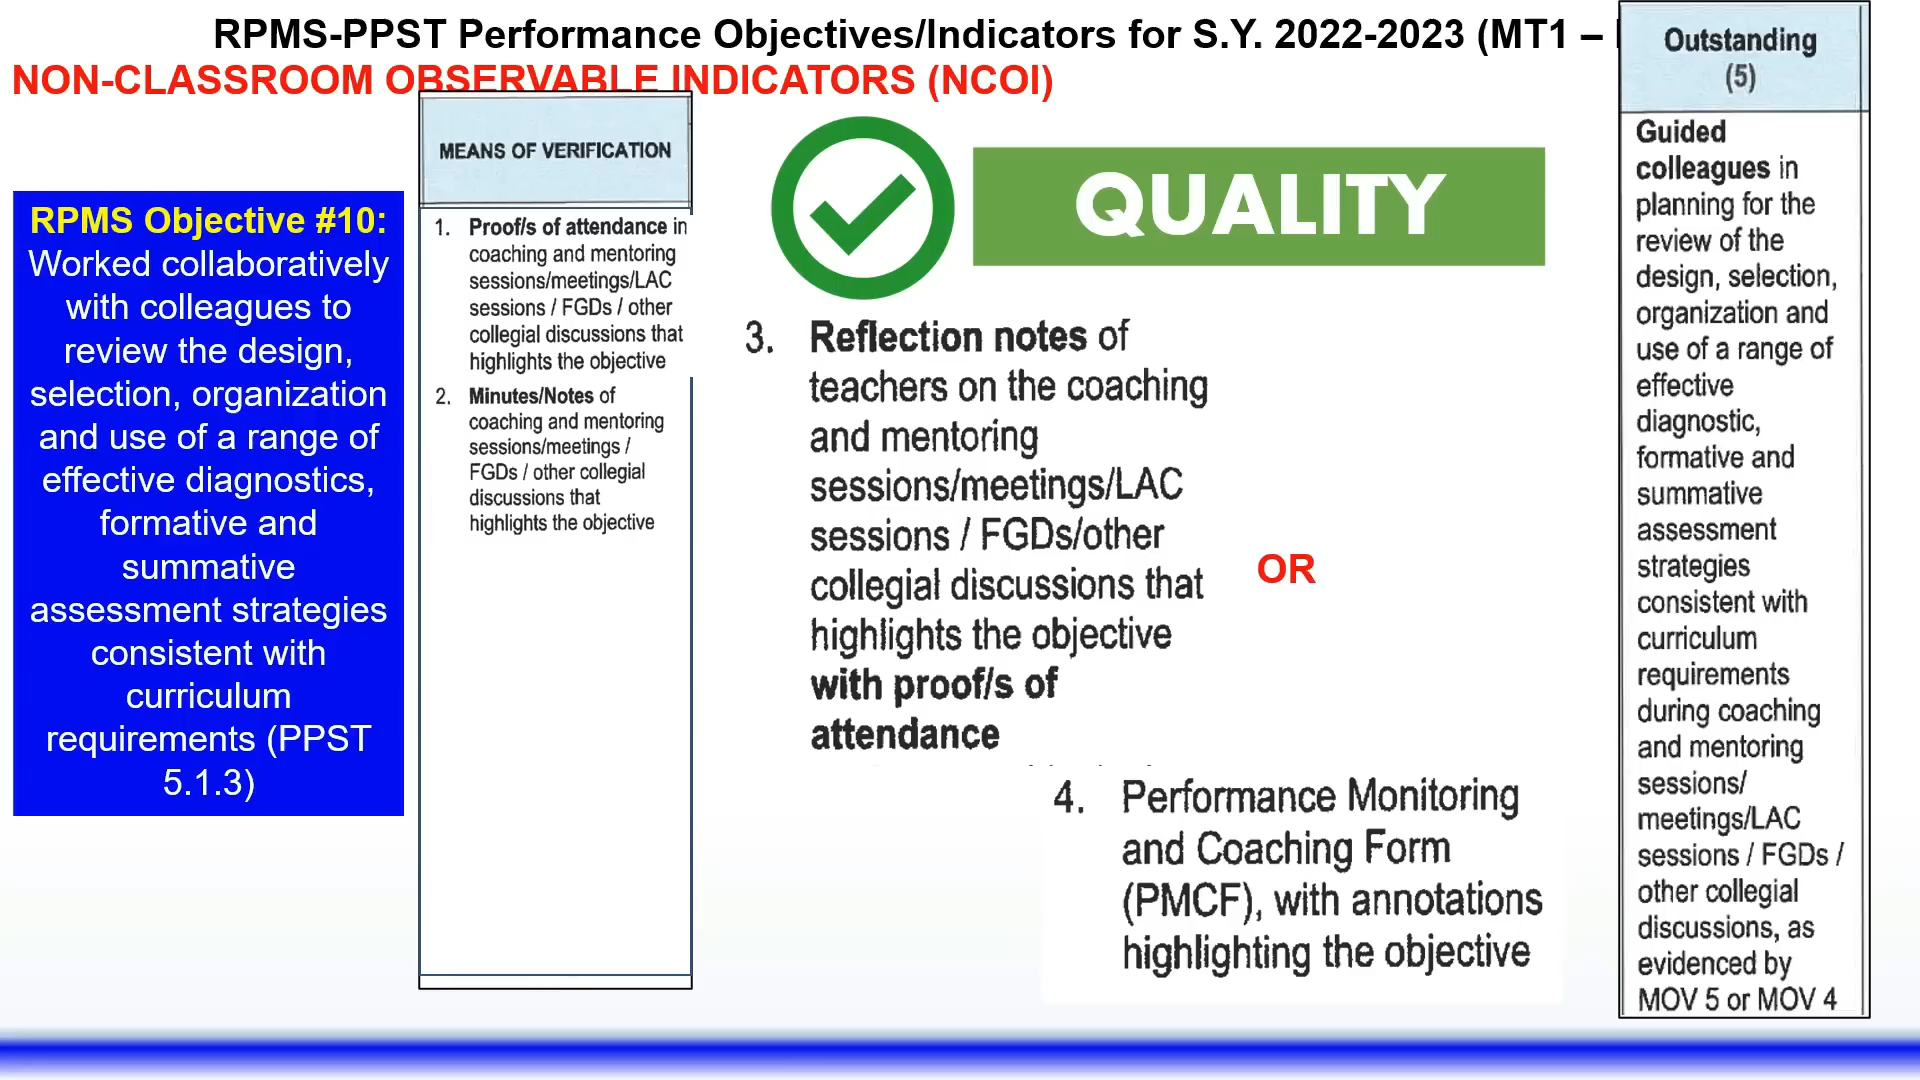 RPMS-PPST Performance Objectives/Indicators for S.Y. 2022-2023 (MT1 –
NON-CLASSROOM OBSERVABLE INDICATORS (NCOI)
RPMS Objective #10:
Worked collaboratively
with colleagues to
review the design,
selection, organization
and use of a range of
effective diagnostics,
formative and
summative
assessment strategies
consistent with
curriculum
requirements (PPST
5.1.3)
MEANS OF VERIFICATION
1. Proof/s of attendance in
coaching and mentoring
sessions/meetings/LAC
sessions / FGDs / other
collegial discussions that
highlights the objective
2. Minutes/Notes of
coaching and mentoring
sessions/meetings /
FGDs / other collegial
discussions that
highlights the objective
QUALITY
3. Reflection notes of
teachers on the coaching
and mentoring
sessions/meetings/LAC
sessions / FGDs/other
collegial discussions that
highlights the objective
with proof/s of
attendance
OR
4. Performance Monitoring
and Coaching Form
(PMCF), with annotations
highlighting the objective
Outstanding
(5)
Guided
colleagues in
planning for the
review of the
design, selection,
organization and
use of a range of
effective
diagnostic,
formative and
summative
assessment
strategies
consistent with
curriculum
requirements
during coaching
and mentoring
sessions/
meetings/LAC
sessions / FGDs /
other collegial
discussions, as
evidenced by
MOV 5 or MOV 4